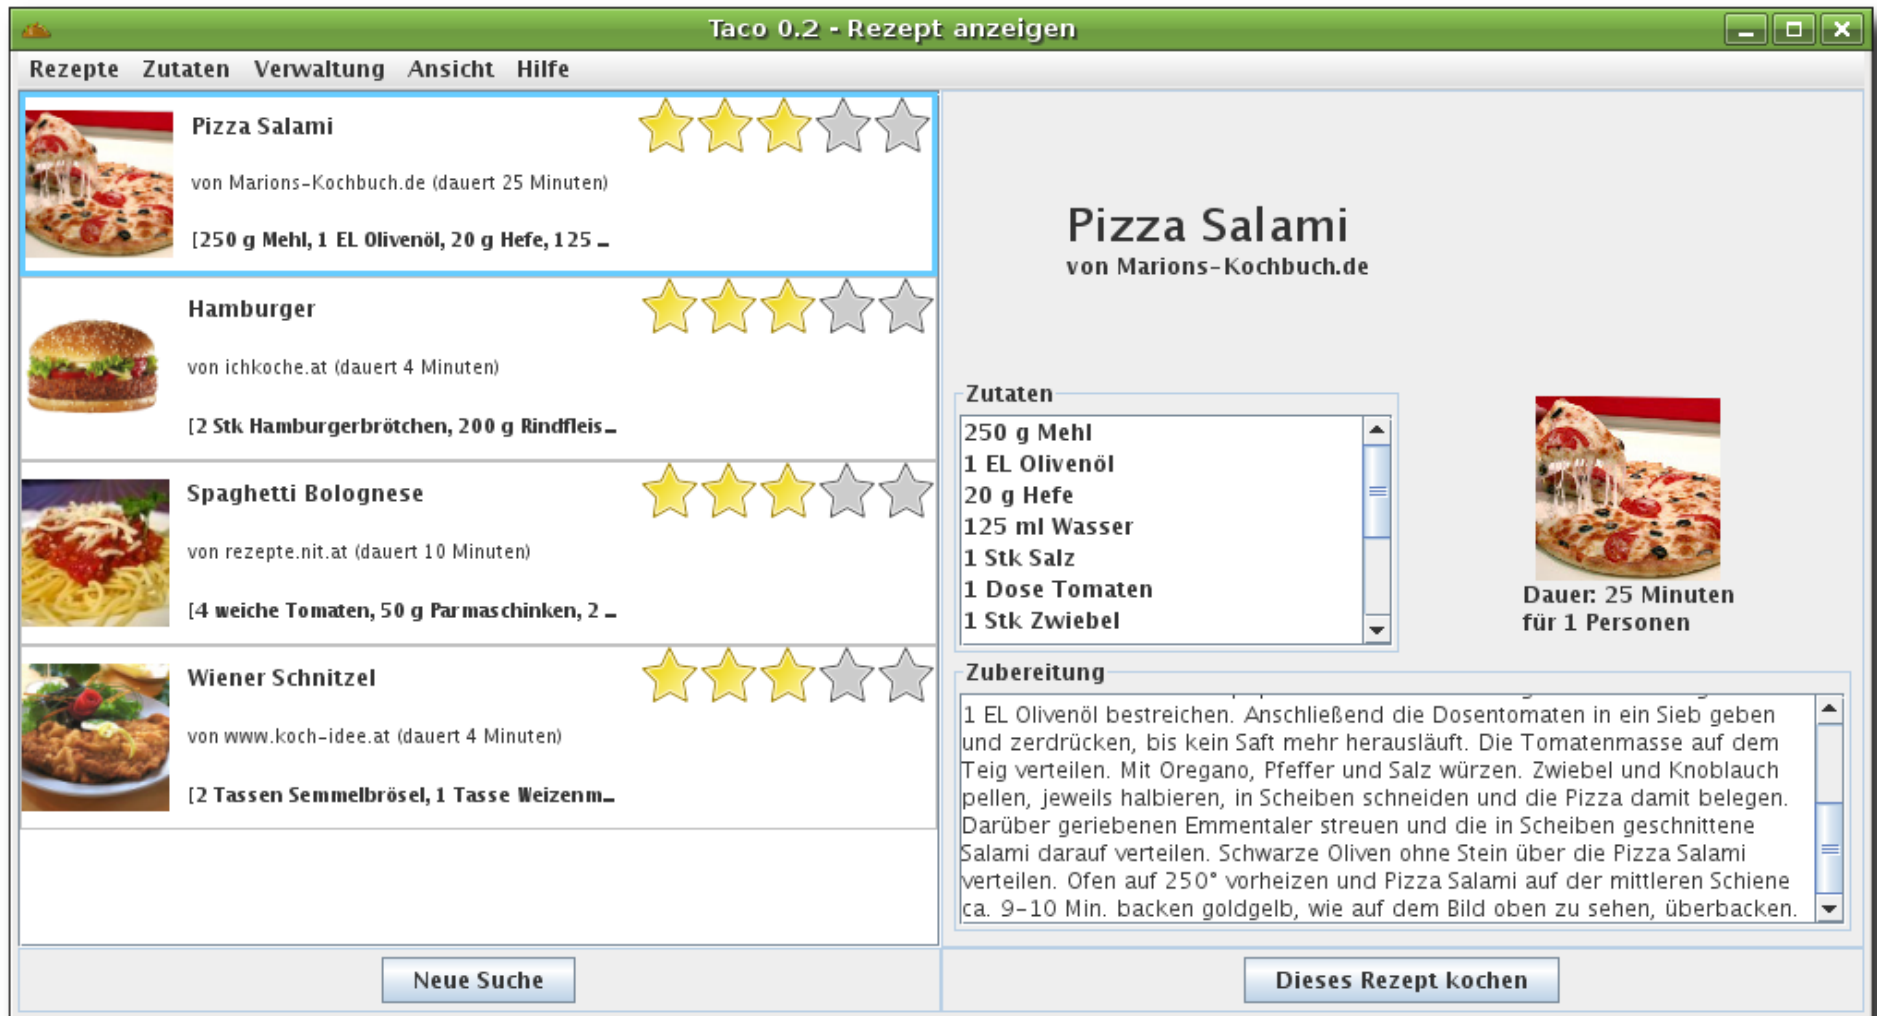 Taco 0.2 - Rezept anzeigen
Rezepte Zutaten Verwaltung Ansicht Hilfe
Pizza Salami
von Marions-Kochbuch.de (dauert 25 Minuten)
[250 g Mehl, 1 EL Olivenöl, 20 g Hefe, 125 ...
Hamburger
von ichkoche.at (dauert 4 Minuten)
[2 Stk Hamburgerbrötchen, 200 g Rindfleis...
Spaghetti Bolognese
von rezepte.nit.at (dauert 10 Minuten)
[4 weiche Tomaten, 50 g Parmaschinken, 2 ...
Wiener Schnitzel
von www.koch-idee.at (dauert 4 Minuten)
[2 Tassen Semmelbrösel, 1 Tasse Weizenm...
Neue Suche
Pizza Salami
von Marions-Kochbuch.de
Zutaten
250 g Mehl
1 EL Olivenöl
20 g Hefe
125 ml Wasser
1 Stk Salz
1 Dose Tomaten
1 Stk Zwiebel
Dauer: 25 Minuten
für 1 Personen
Zubereitung
1 EL Olivenöl bestreichen. Anschließend die Dosentomaten in ein Sieb geben
und zerdrücken, bis kein Saft mehr herausläuft. Die Tomatenmasse auf dem
Teig verteilen. Mit Oregano, Pfeffer und Salz würzen. Zwiebel und Knoblauch
pellen, jeweils halbieren, in Scheiben schneiden und die Pizza damit belegen.
Darüber geriebenen Emmentaler streuen und die in Scheiben geschnittene
Salami darauf verteilen. Schwarze Oliven ohne Stein über die Pizza Salami
verteilen. Ofen auf 250° vorheizen und Pizza Salami auf der mittleren Schiene
ca. 9-10 Min. backen goldgelb, wie auf dem Bild oben zu sehen, überbacken.
Dieses Rezept kochen